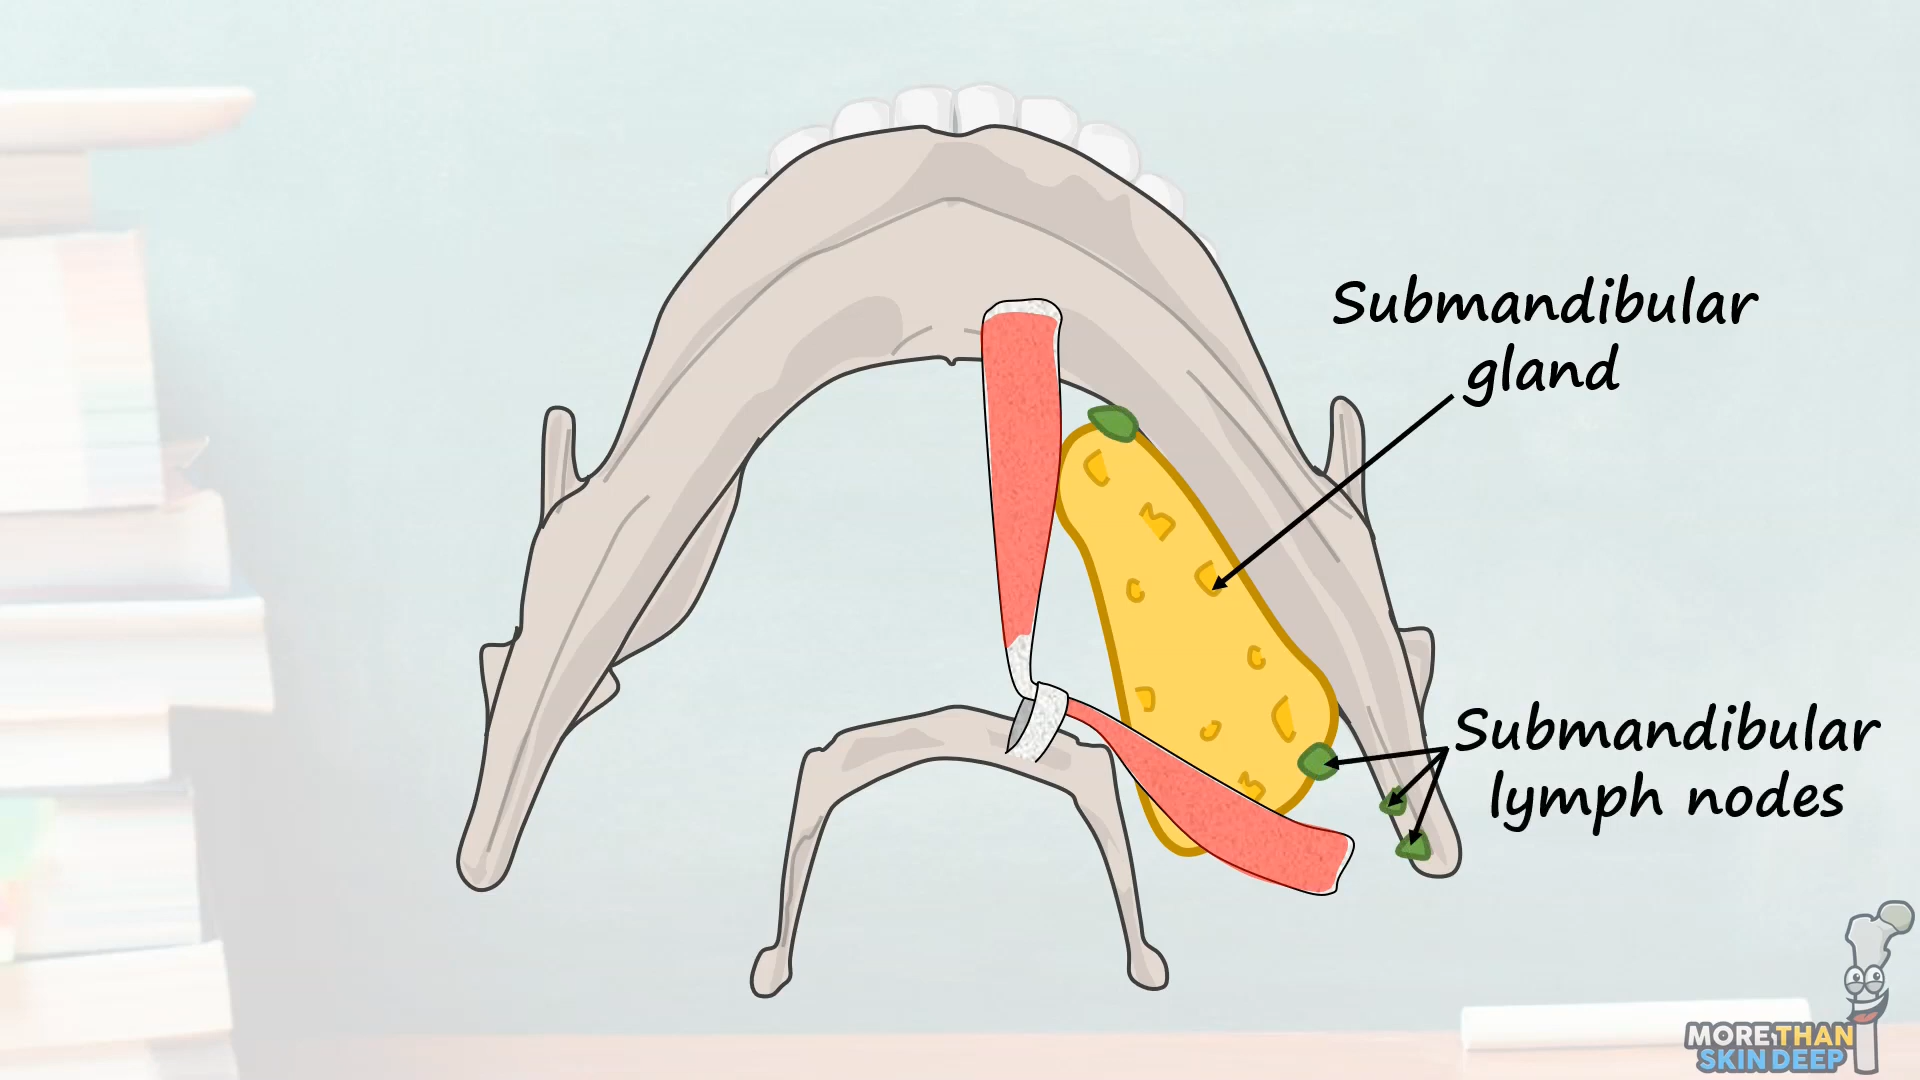 Submandibular
gland
Submandibular
lymph nodes
MORE THAN
SKIN DEEP